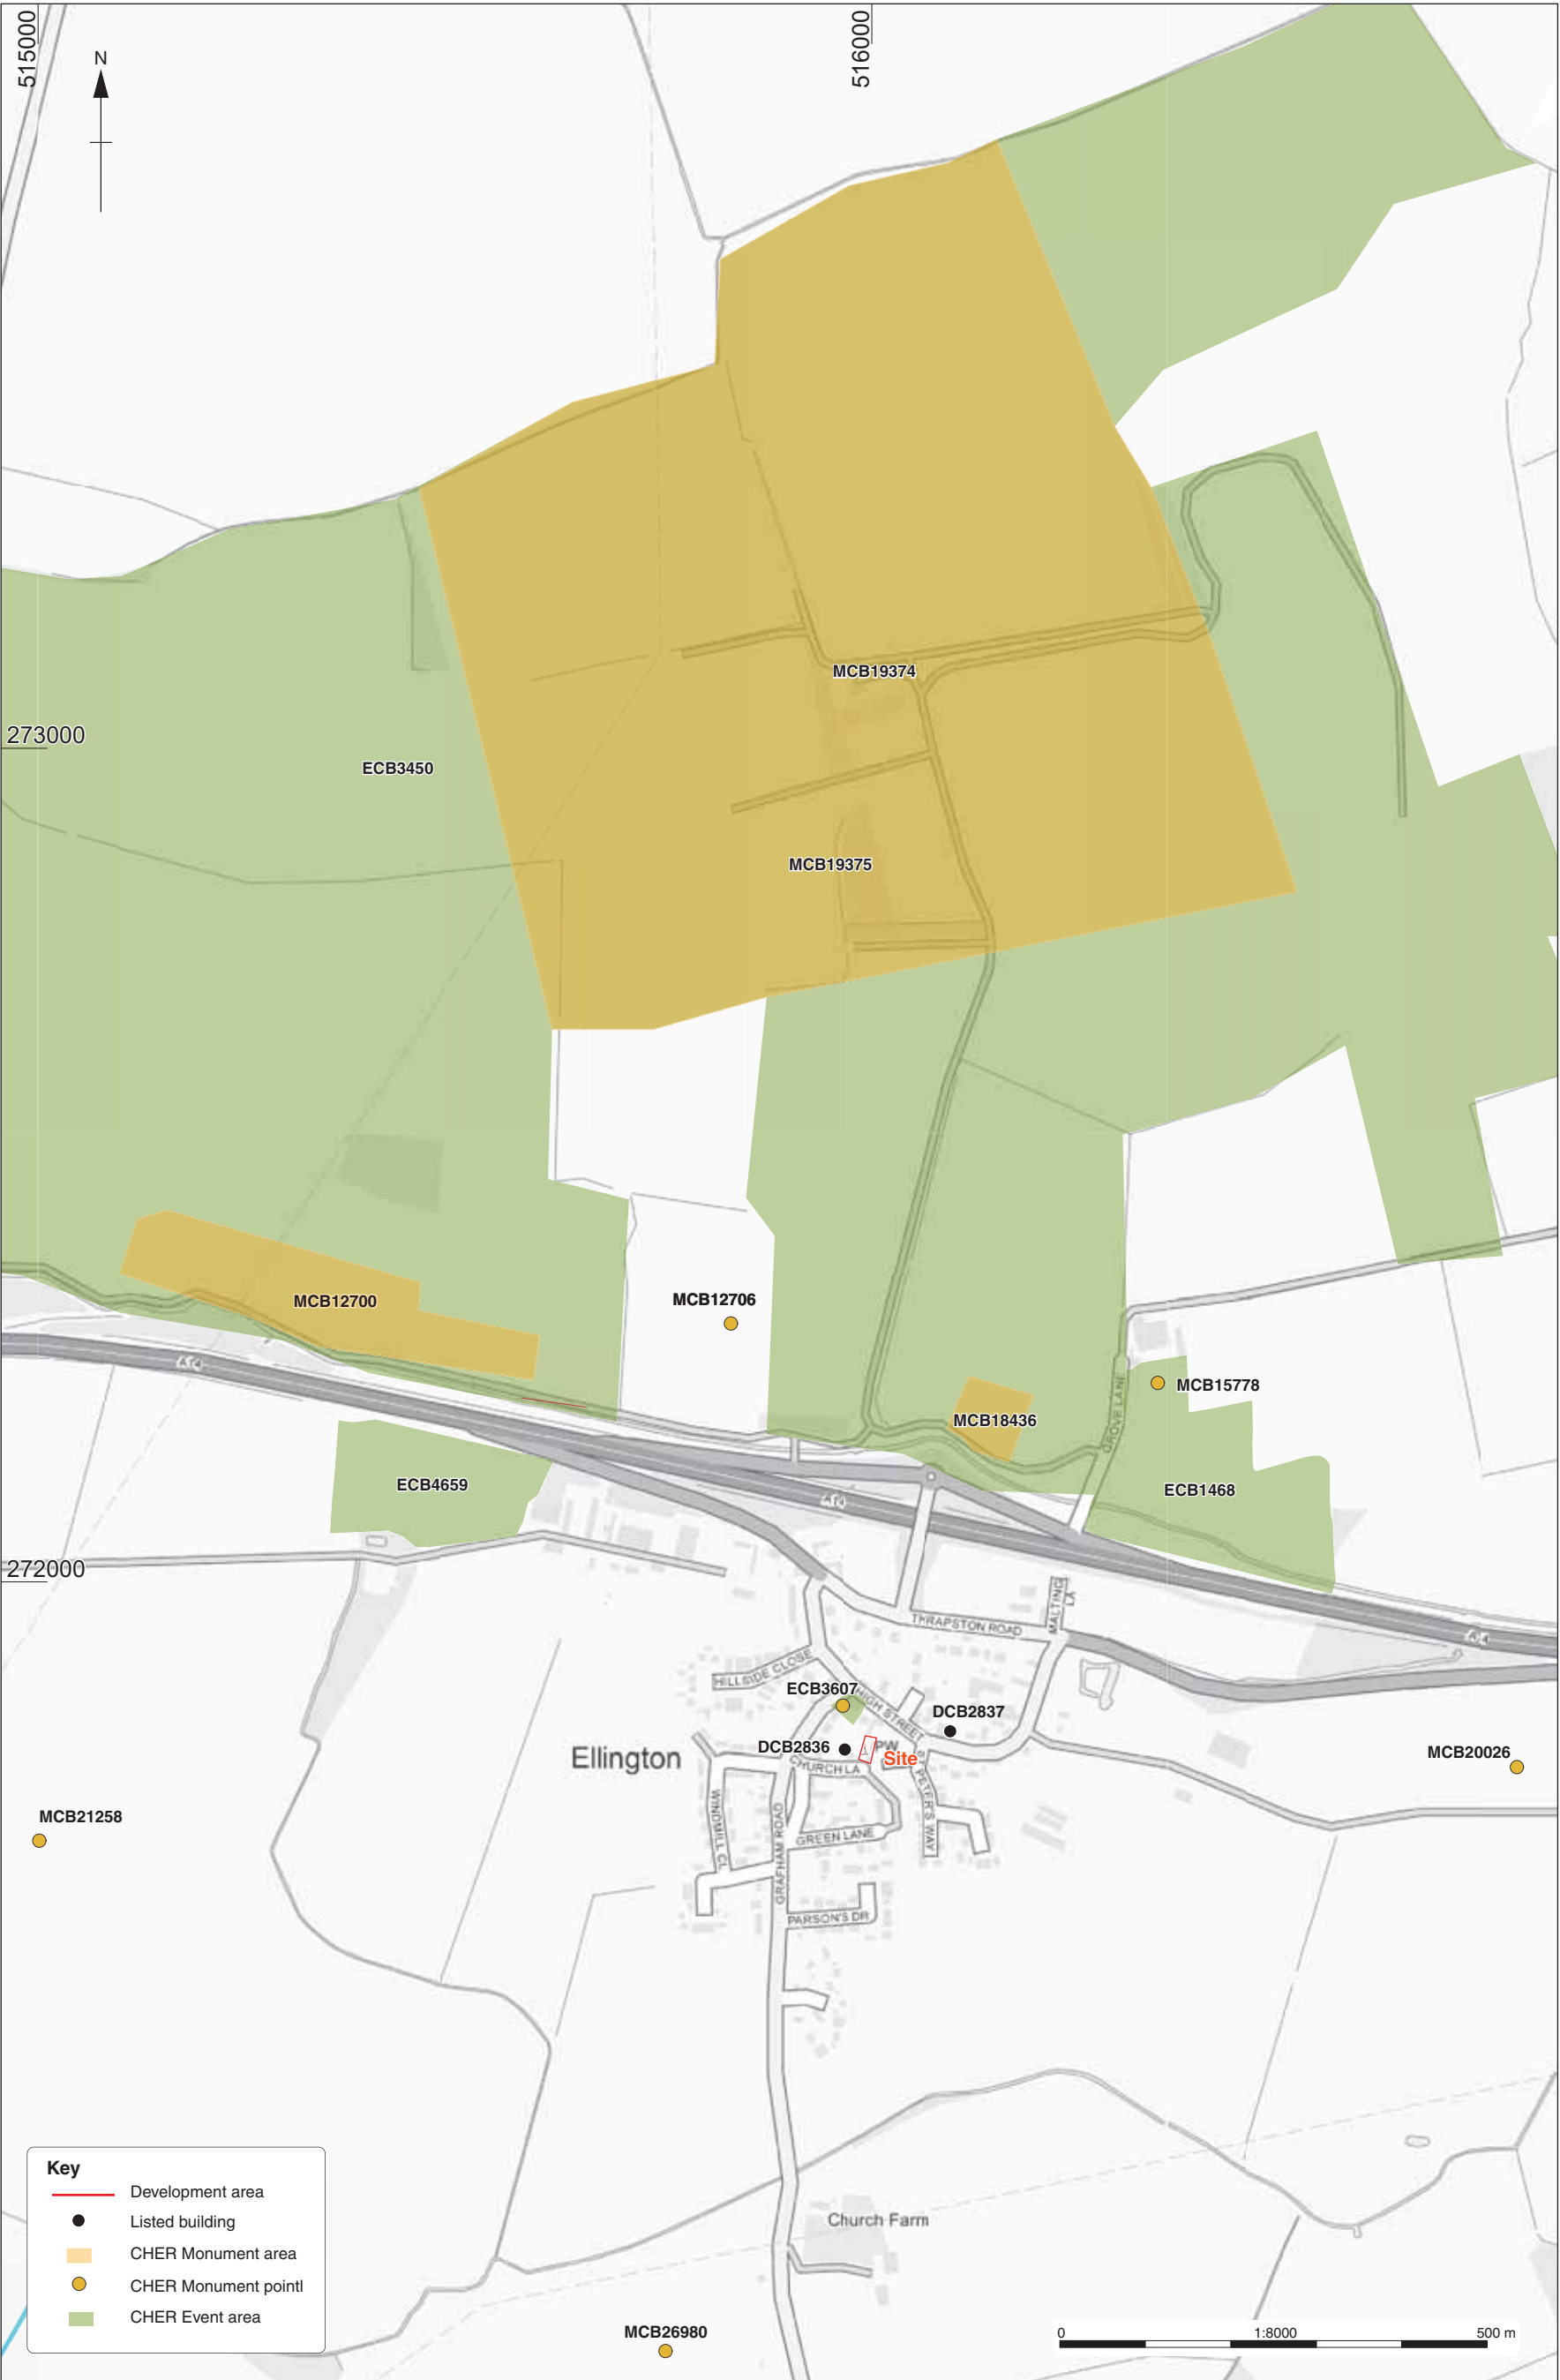 515000
516000
N
MCB19374
273000
ECB3450
MCB19375
MCB12700
MCB12706
A14
MCB15778
MCB18436
GROVE LANE
ECB4659
ECB1468
A14
272000
MALTING
LA
THRAPSTON ROAD
A14
HILLSIDE CLOSE
ECB3607
HIGH STREET
DCB2837
DCB2836
PW
Site
Ellington
CHURCH LA
MCB20026
MCB21258
WINDMILL CL
GRAFHAM ROAD
GREEN LANE
ST PETER'S WAY
PARSON'S DR
Church Farm
Key
Development area
Listed building
CHER Monument area
CHER Monument pointl
CHER Event area
MCB26980
0 1:8000 500 m